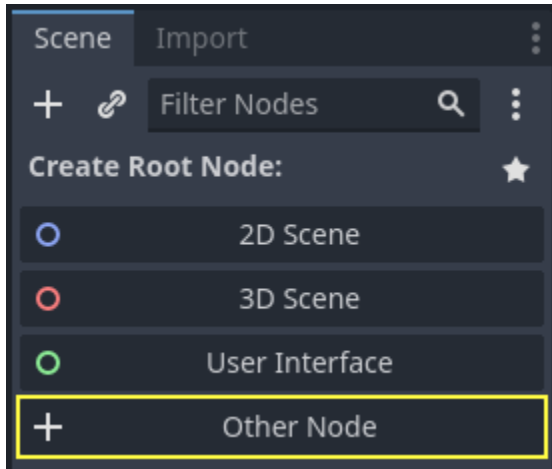 Scene Import
Filter Nodes
Create Root Node:
2D Scene
3D Scene
User Interface
Other Node